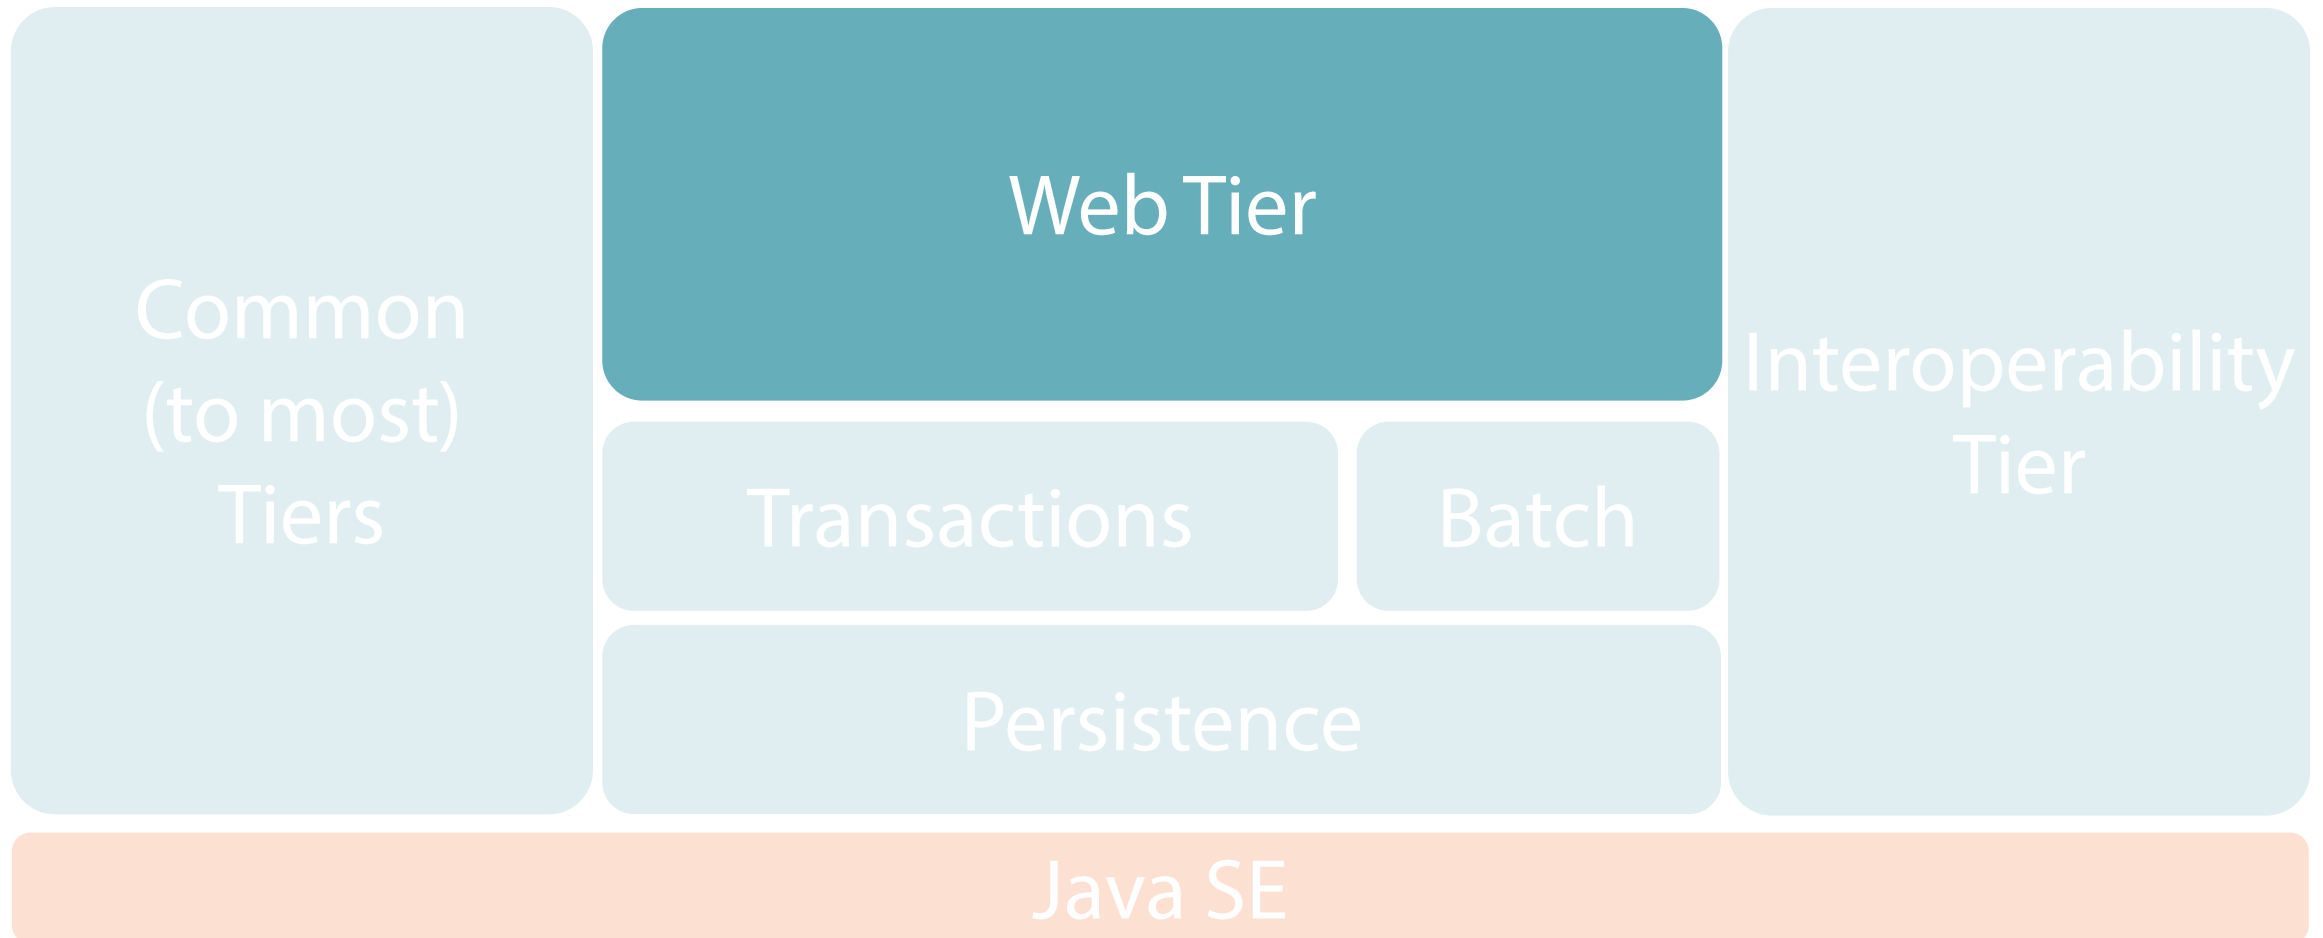 Common
(to most)
Tiers
Web Tier
Transactions
Batch
Persistence
Interoperability
Tier
Java SE